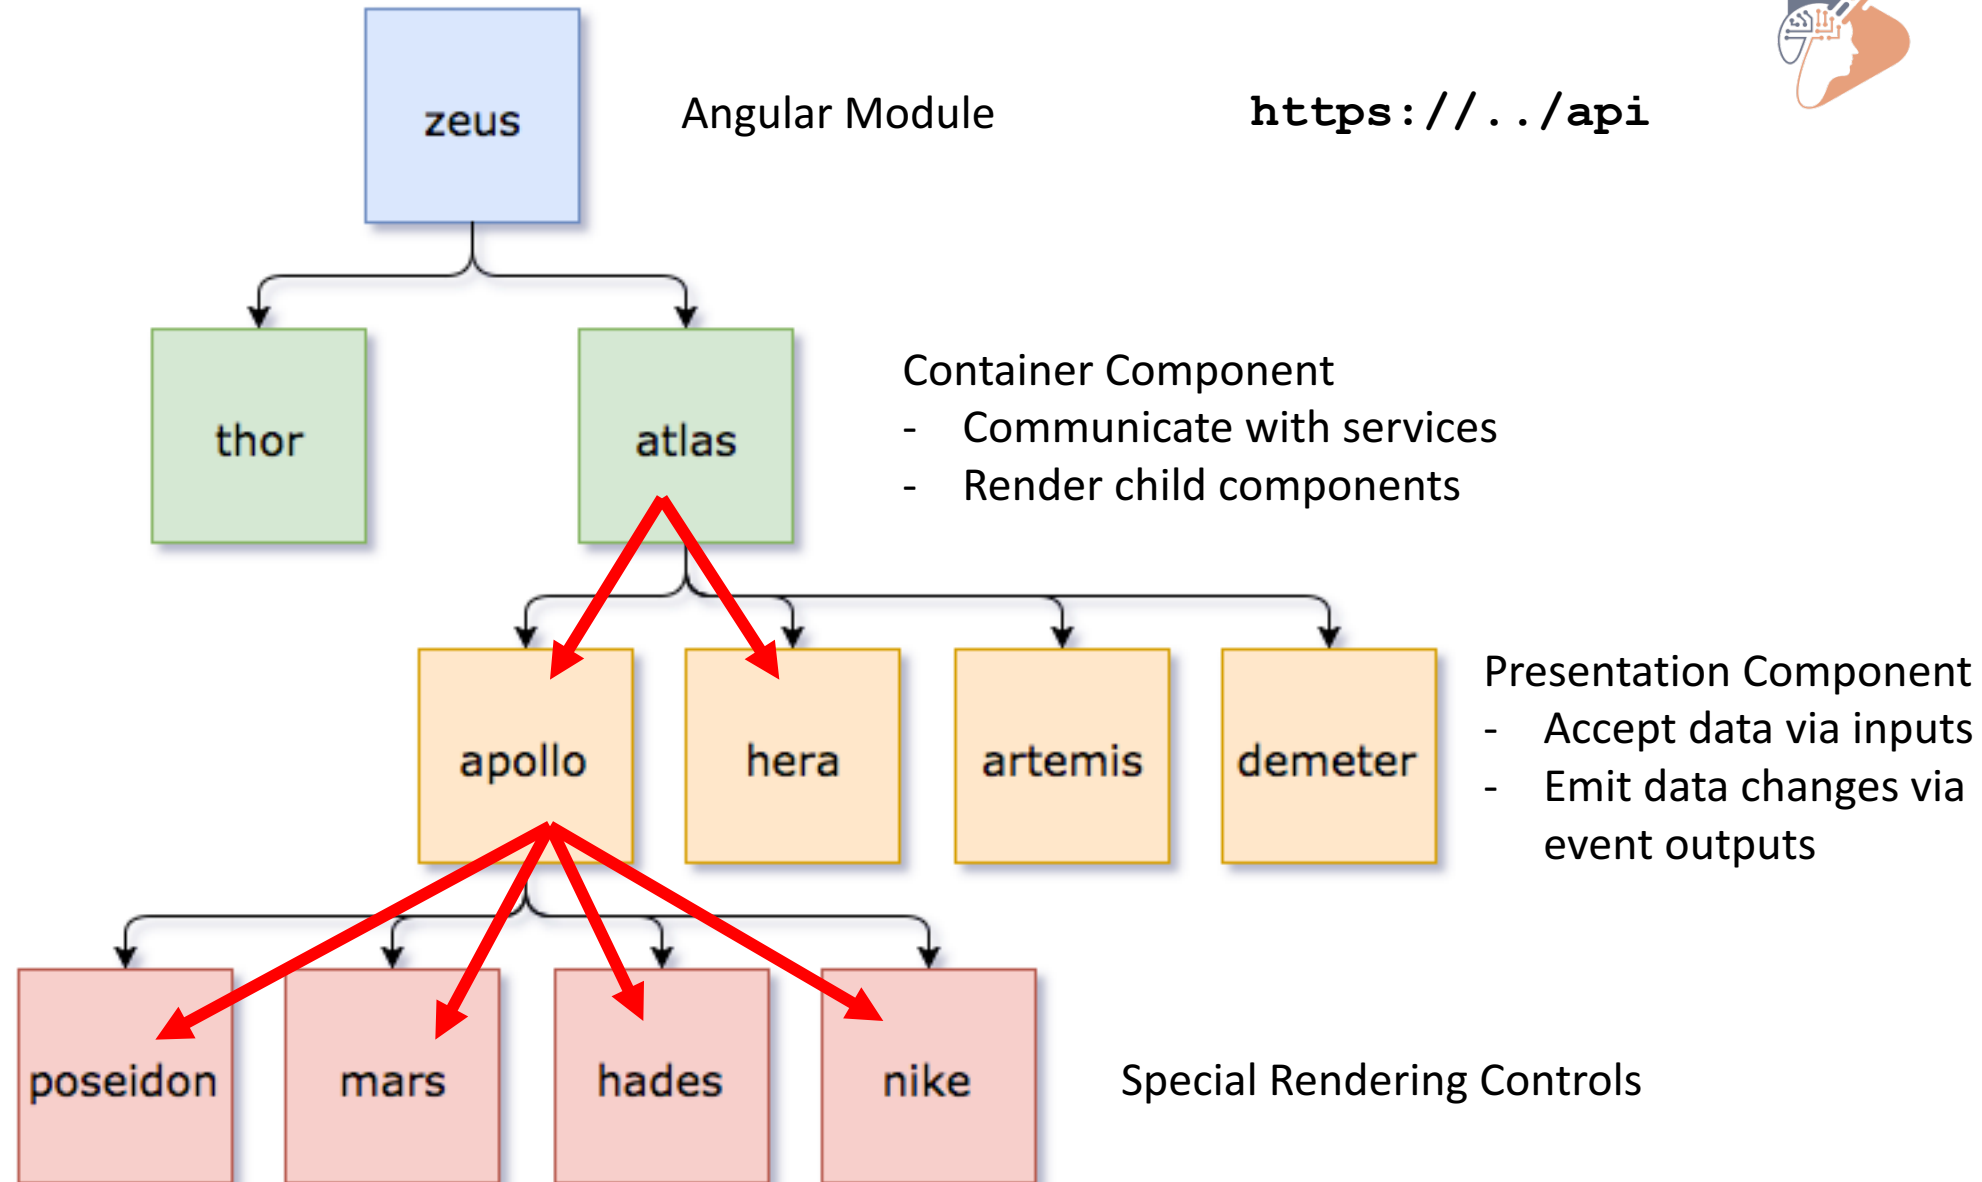 zeus
Angular Module
https://../api
thor
atlas
Container Component
- Communicate with services
- Render child components
apollo
hera
artemis
demeter
Presentation Component
- Accept data via inputs
- Emit data changes via
event outputs
poseidon
mars
hades
nike
Special Rendering Controls